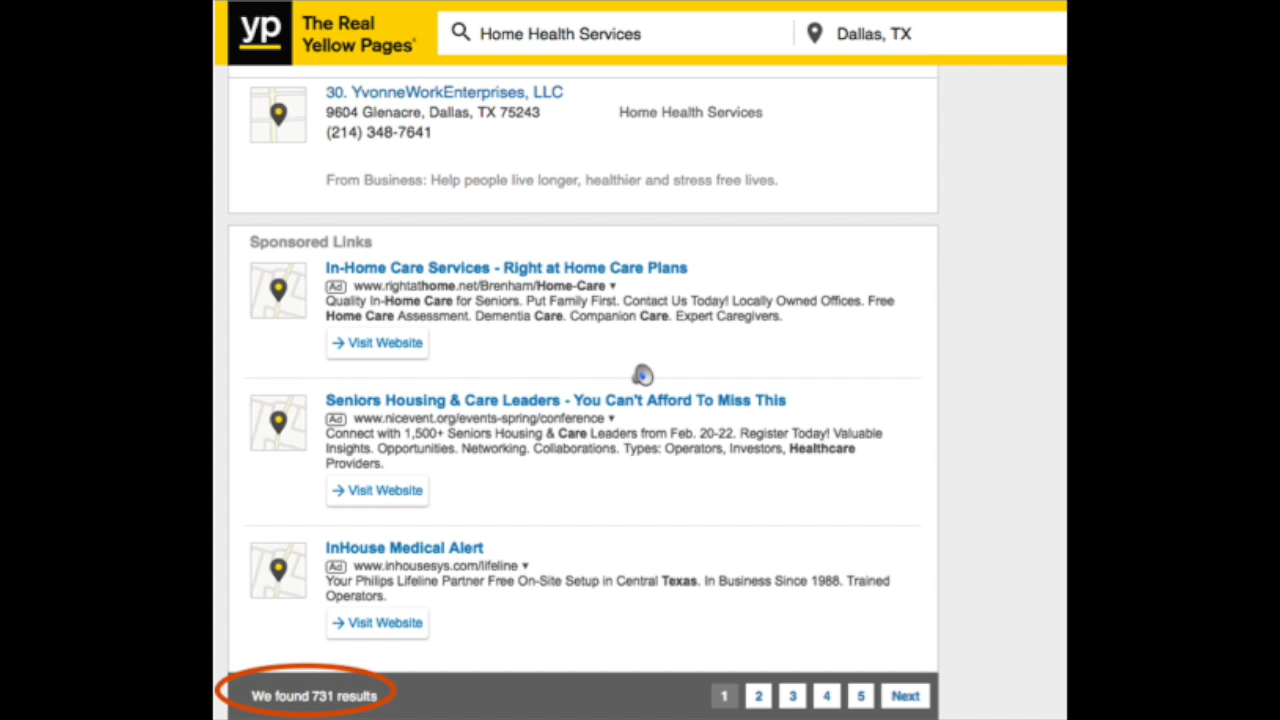 yp The Real Yellow Pages®
Home Health Services
Dallas, TX
30. YvonneWorkEnterprises, LLC
9604 Glenacre, Dallas, TX 75243
Home Health Services
(214) 348-7641
From Business: Help people live longer, healthier and stress free lives.
Sponsored Links
In-Home Care Services - Right at Home Care Plans
Ad www.rightathome.net/Brenham/Home-Care ▾
Quality In-Home Care for Seniors. Put Family First. Contact Us Today! Locally Owned Offices. Free
Home Care Assessment. Dementia Care. Companion Care. Expert Caregivers.
→ Visit Website
Seniors Housing & Care Leaders - You Can't Afford To Miss This
Ad www.nicevent.org/events-spring/conference ▾
Connect with 1,500+ Seniors Housing & Care Leaders from Feb. 20-22. Register Today! Valuable
Insights. Opportunities. Networking. Collaborations. Types: Operators, Investors, Healthcare
Providers.
→ Visit Website
InHouse Medical Alert
Ad www.inhousesys.com/lifeline ▾
Your Philips Lifeline Partner Free On-Site Setup in Central Texas. In Business Since 1988. Trained
Operators.
→ Visit Website
We found 731 results
1 2 3 4 5 Next